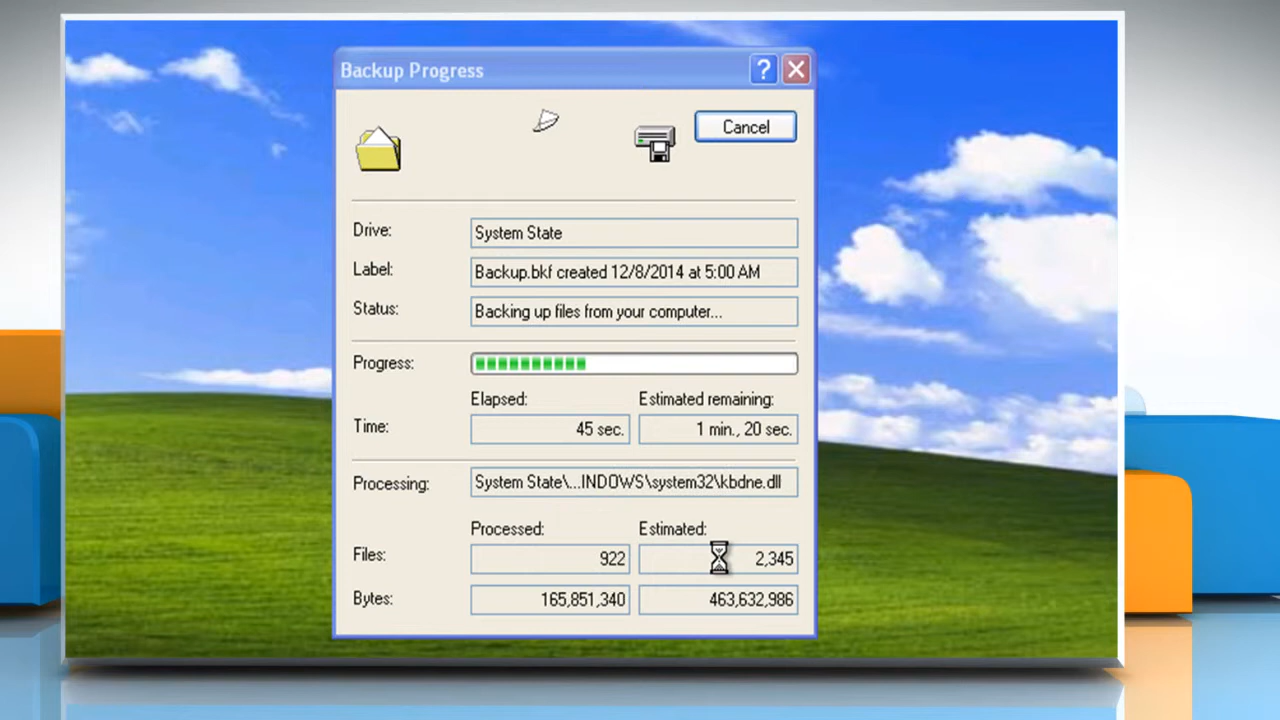 Backup Progress
?
Cancel
Drive: System State
Label: Backup.bkf created 12/8/2014 at 5:00 AM
Status: Backing up files from your computer...
Progress:
Elapsed: Estimated remaining:
Time: 45 sec. 1 min., 20 sec.
Processing: System State\...INDOWS\system32\kbdne.dll
Processed: Estimated:
Files: 922 2,345
Bytes: 165,851,340 463,632,986